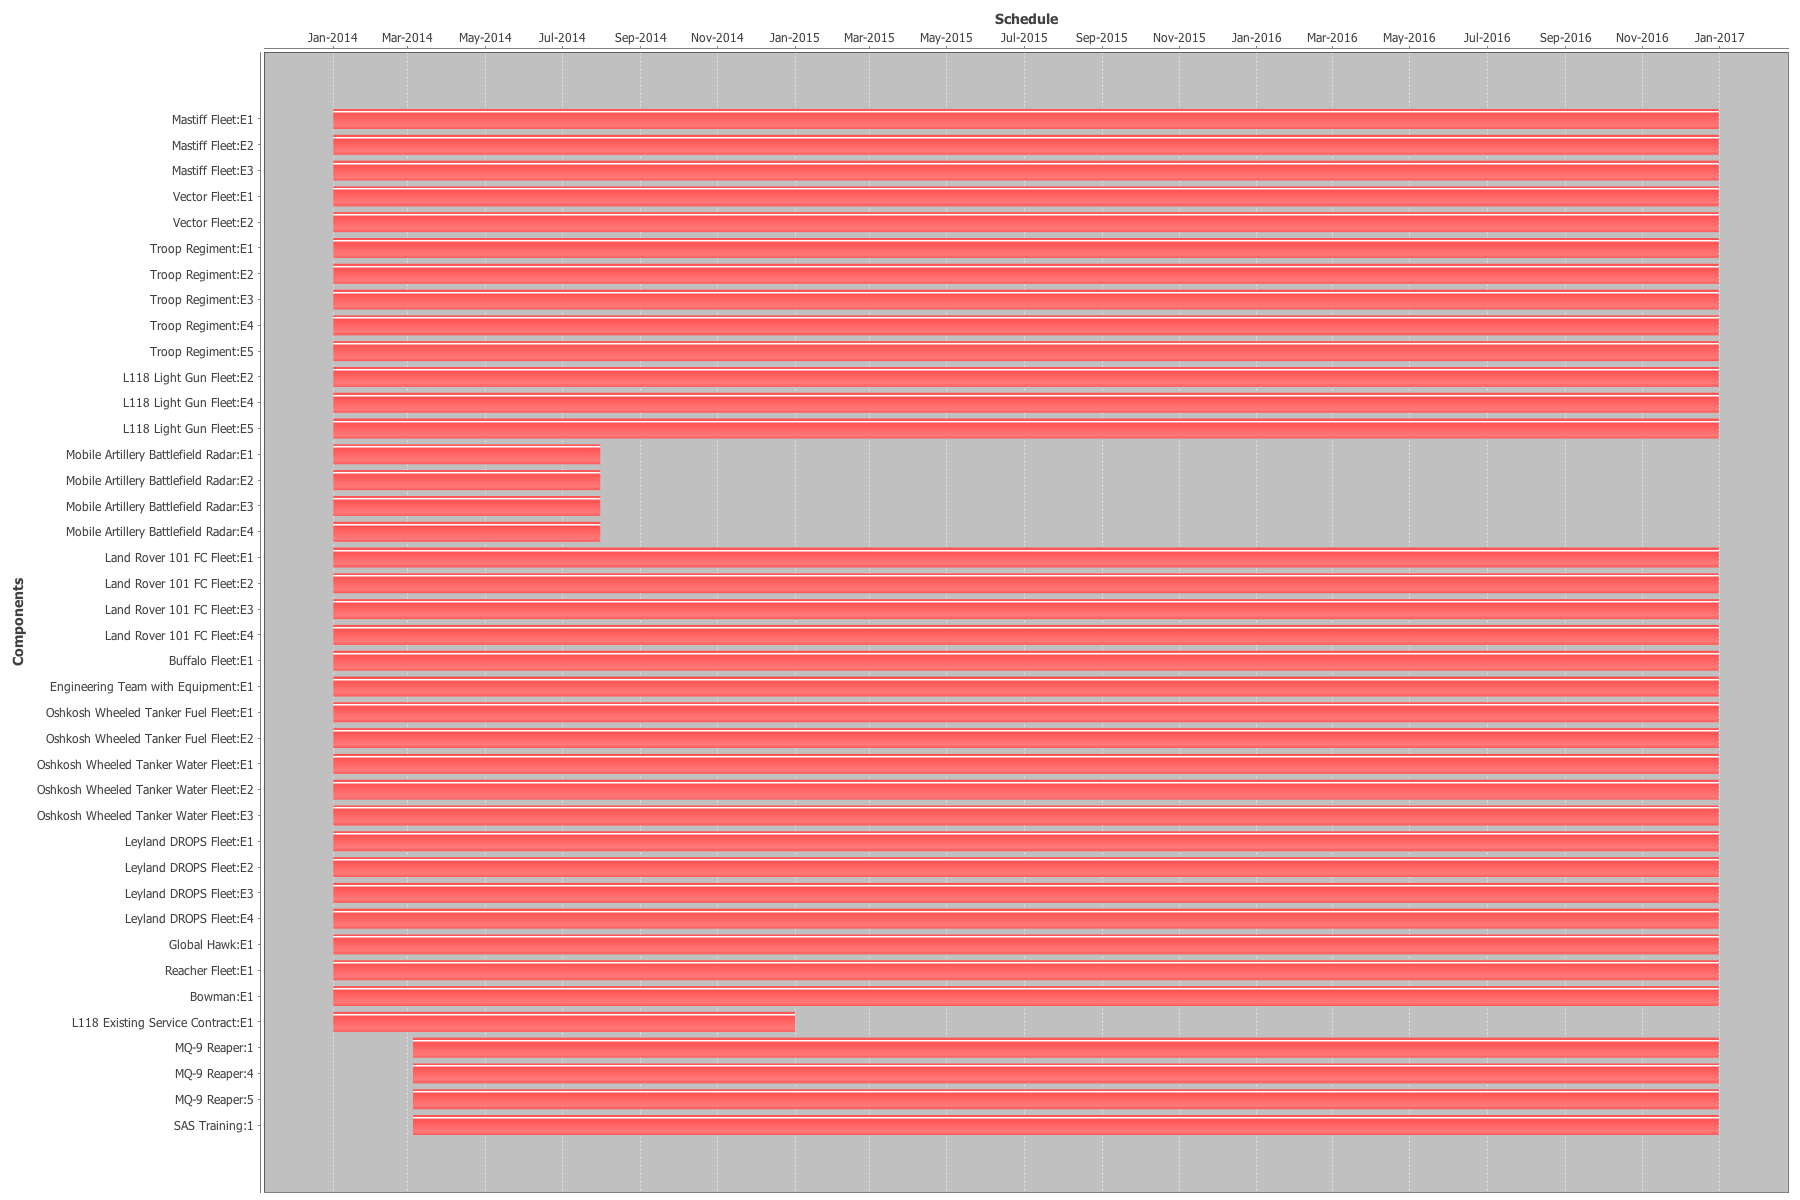 Schedule
Jan-2014 Mar-2014 May-2014 Jul-2014 Sep-2014 Nov-2014 Jan-2015 Mar-2015 May-2015 Jul-2015 Sep-2015 Nov-2015 Jan-2016 Mar-2016 May-2016 Jul-2016 Sep-2016 Nov-2016 Jan-2017
Components
Mastiff Fleet:E1
Mastiff Fleet:E2
Mastiff Fleet:E3
Vector Fleet:E1
Vector Fleet:E2
Troop Regiment:E1
Troop Regiment:E2
Troop Regiment:E3
Troop Regiment:E4
Troop Regiment:E5
L118 Light Gun Fleet:E2
L118 Light Gun Fleet:E4
L118 Light Gun Fleet:E5
Mobile Artillery Battlefield Radar:E1
Mobile Artillery Battlefield Radar:E2
Mobile Artillery Battlefield Radar:E3
Mobile Artillery Battlefield Radar:E4
Land Rover 101 FC Fleet:E1
Land Rover 101 FC Fleet:E2
Land Rover 101 FC Fleet:E3
Land Rover 101 FC Fleet:E4
Buffalo Fleet:E1
Engineering Team with Equipment:E1
Oshkosh Wheeled Tanker Fuel Fleet:E1
Oshkosh Wheeled Tanker Fuel Fleet:E2
Oshkosh Wheeled Tanker Water Fleet:E1
Oshkosh Wheeled Tanker Water Fleet:E2
Oshkosh Wheeled Tanker Water Fleet:E3
Leyland DROPS Fleet:E1
Leyland DROPS Fleet:E2
Leyland DROPS Fleet:E3
Leyland DROPS Fleet:E4
Global Hawk:E1
Reacher Fleet:E1
Bowman:E1
L118 Existing Service Contract:E1
MQ-9 Reaper:1
MQ-9 Reaper:4
MQ-9 Reaper:5
SAS Training:1